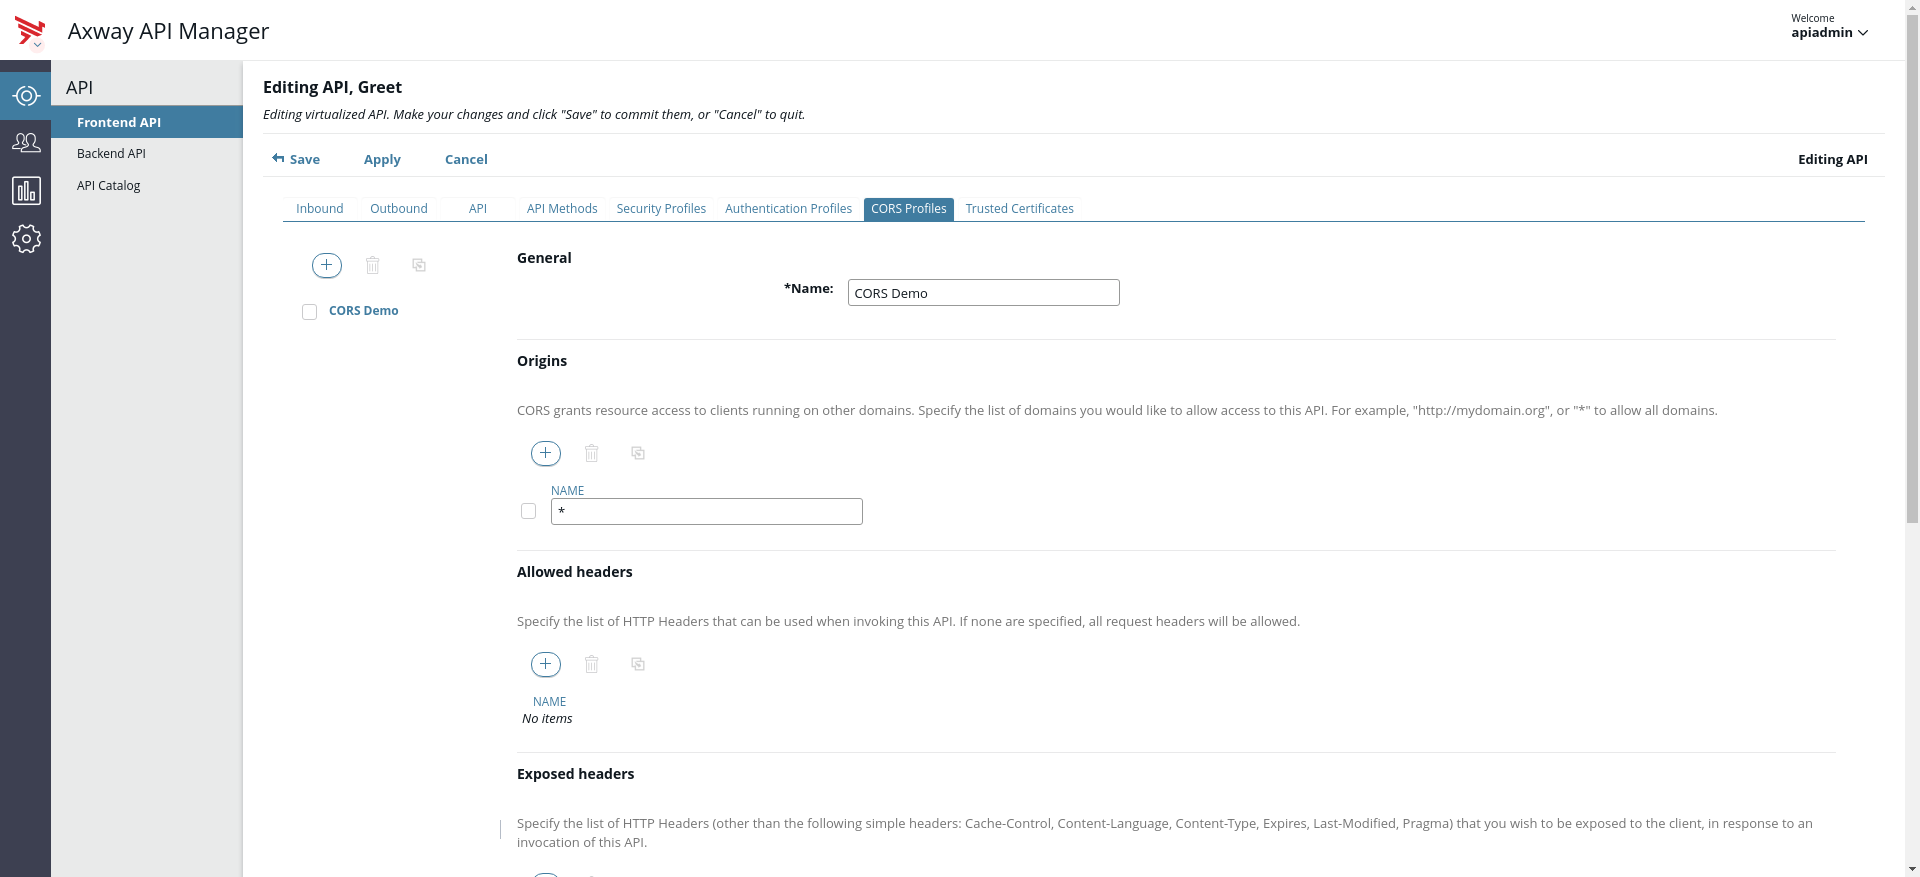 Axway API Manager
Welcome
apiadmin
API
Frontend API
Backend API
API Catalog
Editing API, Greet
Editing virtualized API. Make your changes and click "Save" to commit them, or "Cancel" to quit.
Save Apply Cancel Editing API
Inbound Outbound API API Methods Security Profiles Authentication Profiles CORS Profiles Trusted Certificates
CORS Demo
General
*Name: CORS Demo
Origins
CORS grants resource access to clients running on other domains. Specify the list of domains you would like to allow access to this API. For example, "http://mydomain.org", or "*" to allow all domains.
NAME
*
Allowed headers
Specify the list of HTTP Headers that can be used when invoking this API. If none are specified, all request headers will be allowed.
NAME
No items
Exposed headers
Specify the list of HTTP Headers (other than the following simple headers: Cache-Control, Content-Language, Content-Type, Expires, Last-Modified, Pragma) that you wish to be exposed to the client, in response to an
invocation of this API.